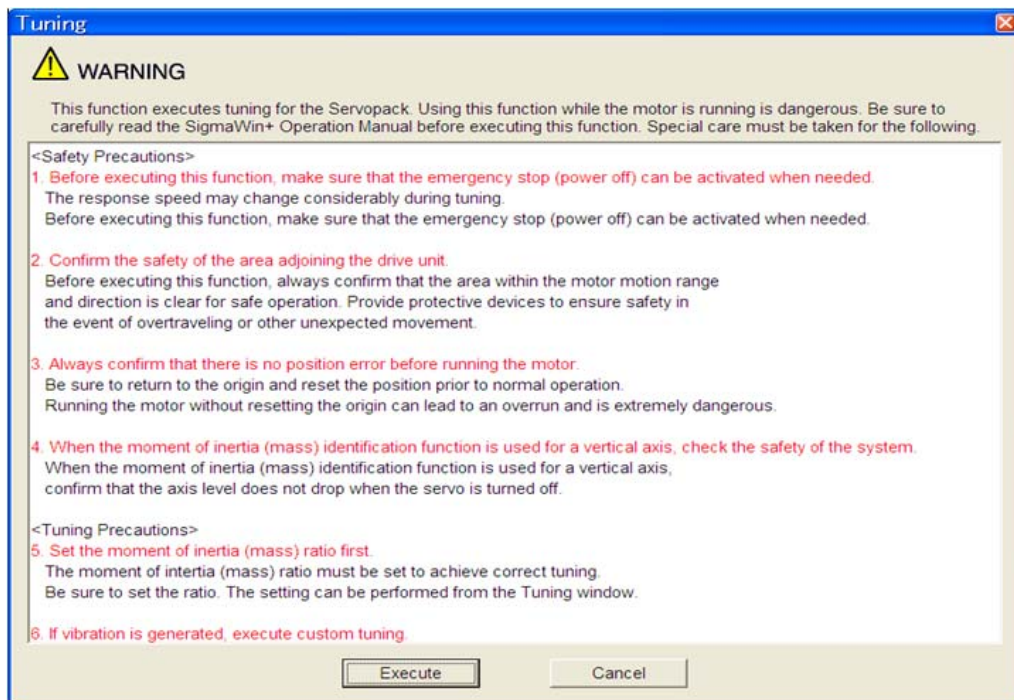 Tuning
WARNING
This function executes tuning for the Servopack. Using this function while the motor is running is dangerous. Be sure to
carefully read the SigmaWin+ Operation Manual before executing this function. Special care must be taken for the following.
<Safety Precautions>
1. Before executing this function, make sure that the emergency stop (power off) can be activated when needed.
The response speed may change considerably during tuning.
Before executing this function, make sure that the emergency stop (power off) can be activated when needed.
2. Confirm the safety of the area adjoining the drive unit.
Before executing this function, always confirm that the area within the motor motion range
and direction is clear for safe operation. Provide protective devices to ensure safety in
the event of overtraveling or other unexpected movement.
3. Always confirm that there is no position error before running the motor.
Be sure to return to the origin and reset the position prior to normal operation.
Running the motor without resetting the origin can lead to an overrun and is extremely dangerous.
4. When the moment of inertia (mass) identification function is used for a vertical axis, check the safety of the system.
When the moment of inertia (mass) identification function is used for a vertical axis,
confirm that the axis level does not drop when the servo is turned off.
<Tuning Precautions>
5. Set the moment of inertia (mass) ratio first.
The moment of intertia (mass) ratio must be set to achieve correct tuning.
Be sure to set the ratio. The setting can be performed from the Tuning window.
6. If vibration is generated, execute custom tuning.
Execute
Cancel